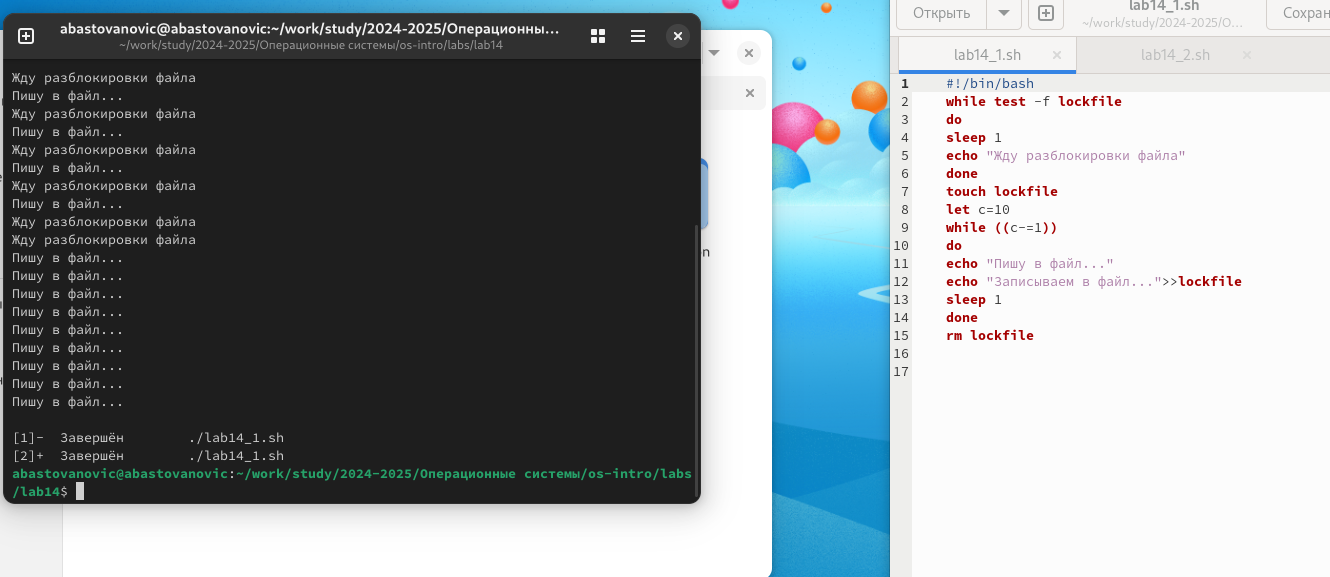 abastovanovic@abastovanovic:~/work/study/2024-2025/Операционны...
~/work/study/2024-2025/Операционные системы/os-intro/labs/lab14
Жду разблокировки файла
Пишу в файл...
Жду разблокировки файла
Пишу в файл...
Жду разблокировки файла
Пишу в файл...
Жду разблокировки файла
Пишу в файл...
Жду разблокировки файла
Жду разблокировки файла
Пишу в файл...
Пишу в файл...
Пишу в файл...
Пишу в файл...
Пишу в файл...
Пишу в файл...
Пишу в файл...
Пишу в файл...
Пишу в файл...
[1]-  Завершён        ./lab14_1.sh
[2]+  Завершён        ./lab14_1.sh
abastovanovic@abastovanovic:~/work/study/2024-2025/Операционные системы/os-intro/labs
/lab14$
Открыть
lab14_1.sh
~/work/study/2024-2025/О...
Сохран
lab14_1.sh
lab14_2.sh
1 #!/bin/bash
2 while test -f lockfile
3 do
4 sleep 1
5 echo "Жду разблокировки файла"
6 done
7 touch lockfile
8 let c=10
9 while ((c-=1))
10 do
11 echo "Пишу в файл..."
12 echo "Записываем в файл...">>lockfile
13 sleep 1
14 done
15 rm lockfile
16
17